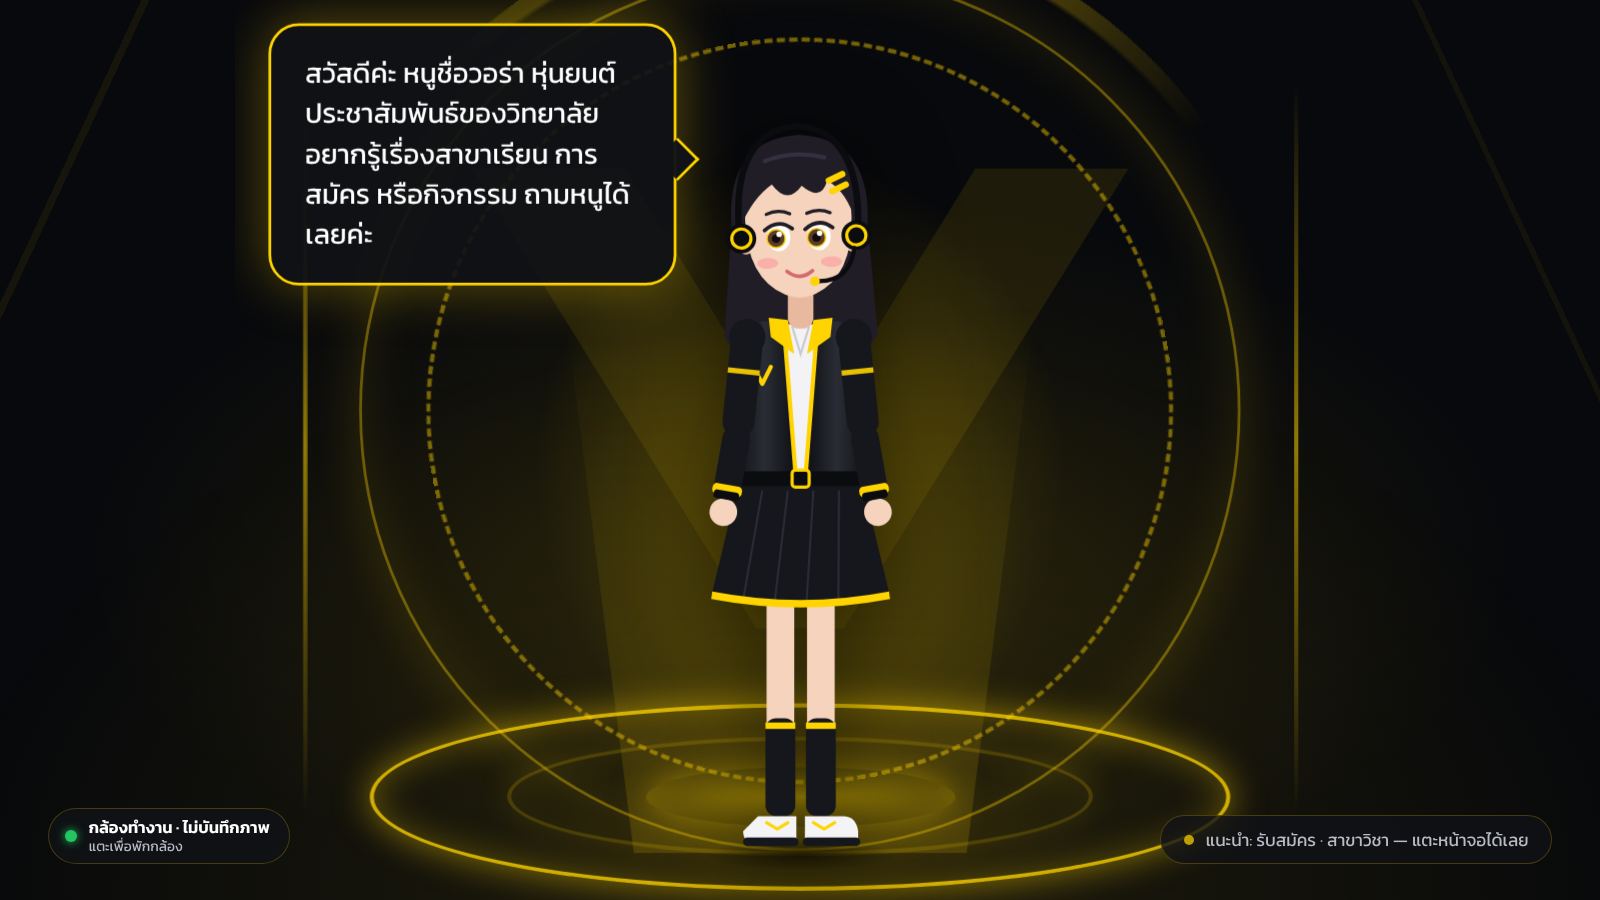 สวัสดีค่ะ หนูชื่อวอร่า หุ่นยนต์
ประชาสัมพันธ์ของวิทยาลัย
อยากรู้เรื่องสาขาเรียน การ
สมัคร หรือกิจกรรม ถามหนูได้
เลยค่ะ
กล้องทำงาน · ไม่บันทึกภาพ
แตะเพื่อพักกล้อง
แนะนำ: รับสมัคร · สาขาวิชา — แตะหน้าจอได้เลย